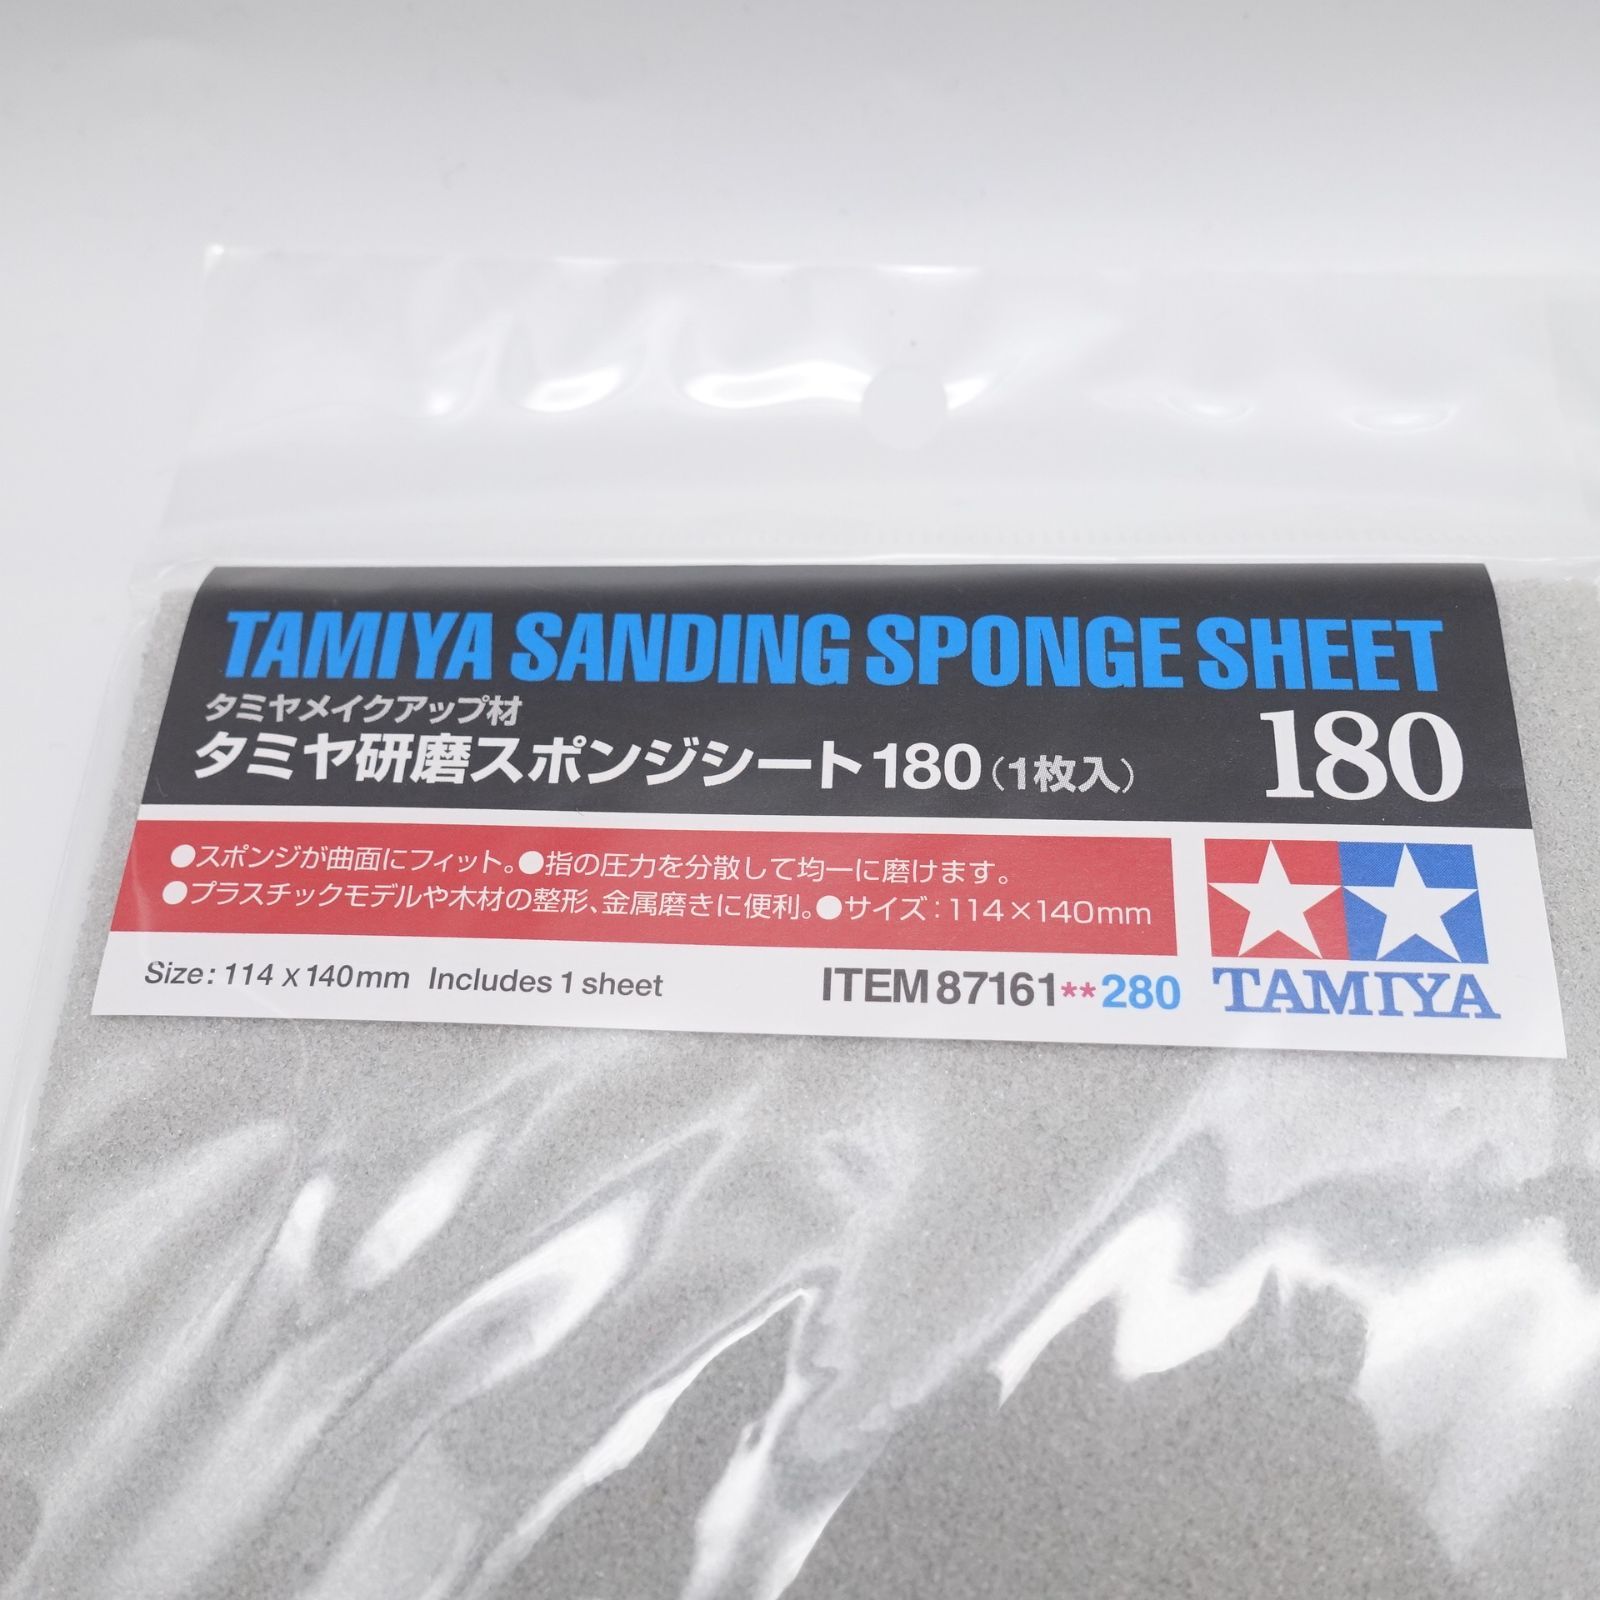 TAMIYA SANDING SPONGE SHEET
タミヤメイクアップ材
タミヤ研磨スポンジシート180（1枚入）
180
●スポンジが曲面にフィット。●指の圧力を分散して均一に磨けます。
●プラスチックモデルや木材の整形、金属磨きに便利。●サイズ：114×140mm
Size: 114 x 140mm Includes 1 sheet
ITEM 87161**280
TAMIYA